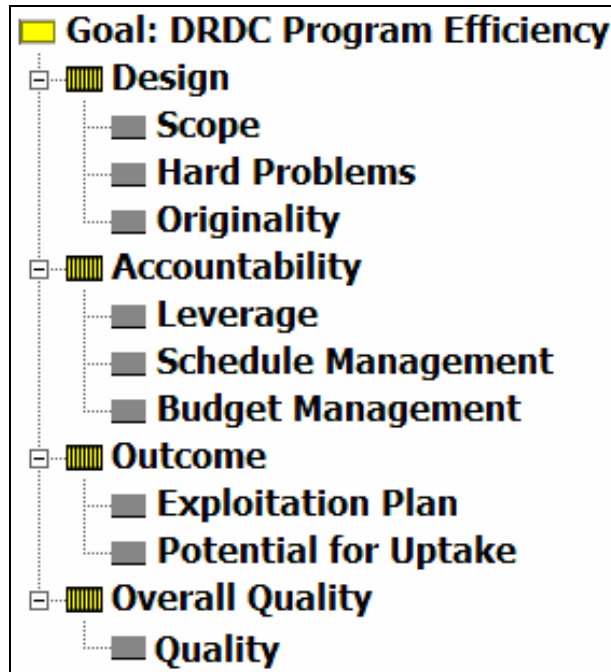 Goal: DRDC Program Efficiency
Design
Scope
Hard Problems
Originality
Accountability
Leverage
Schedule Management
Budget Management
Outcome
Exploitation Plan
Potential for Uptake
Overall Quality
Quality